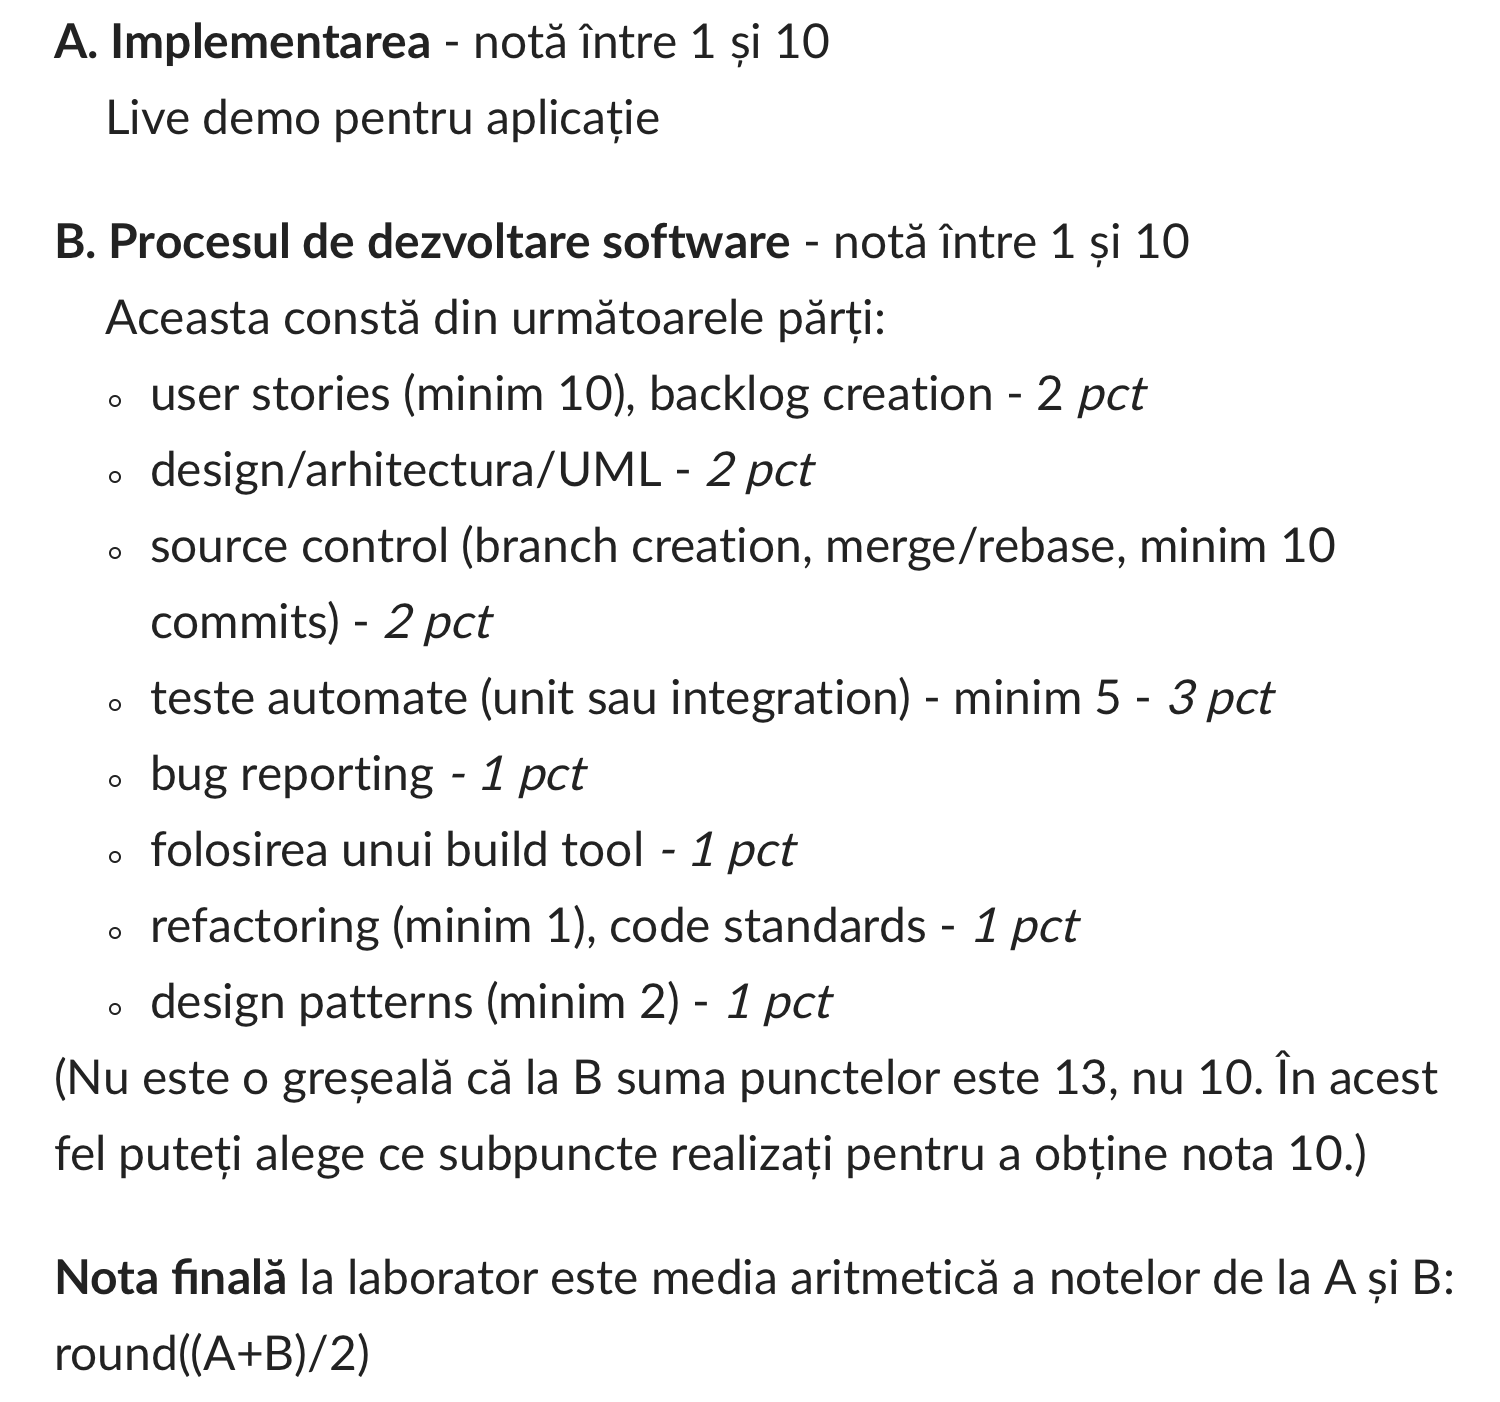 A. Implementarea - notă între 1 și 10
Live demo pentru aplicație
B. Procesul de dezvoltare software - notă între 1 și 10
Aceasta constă din următoarele părți:
◦ user stories (minim 10), backlog creation - 2 pct
◦ design/arhitectura/UML - 2 pct
◦ source control (branch creation, merge/rebase, minim 10
commits) - 2 pct
◦ teste automate (unit sau integration) - minim 5 - 3 pct
◦ bug reporting - 1 pct
◦ folosirea unui build tool - 1 pct
◦ refactoring (minim 1), code standards - 1 pct
◦ design patterns (minim 2) - 1 pct
(Nu este o greșeală că la B suma punctelor este 13, nu 10. În acest
fel puteți alege ce subpuncte realizați pentru a obține nota 10.)
Nota finală la laborator este media aritmetică a notelor de la A și B:
round((A+B)/2)